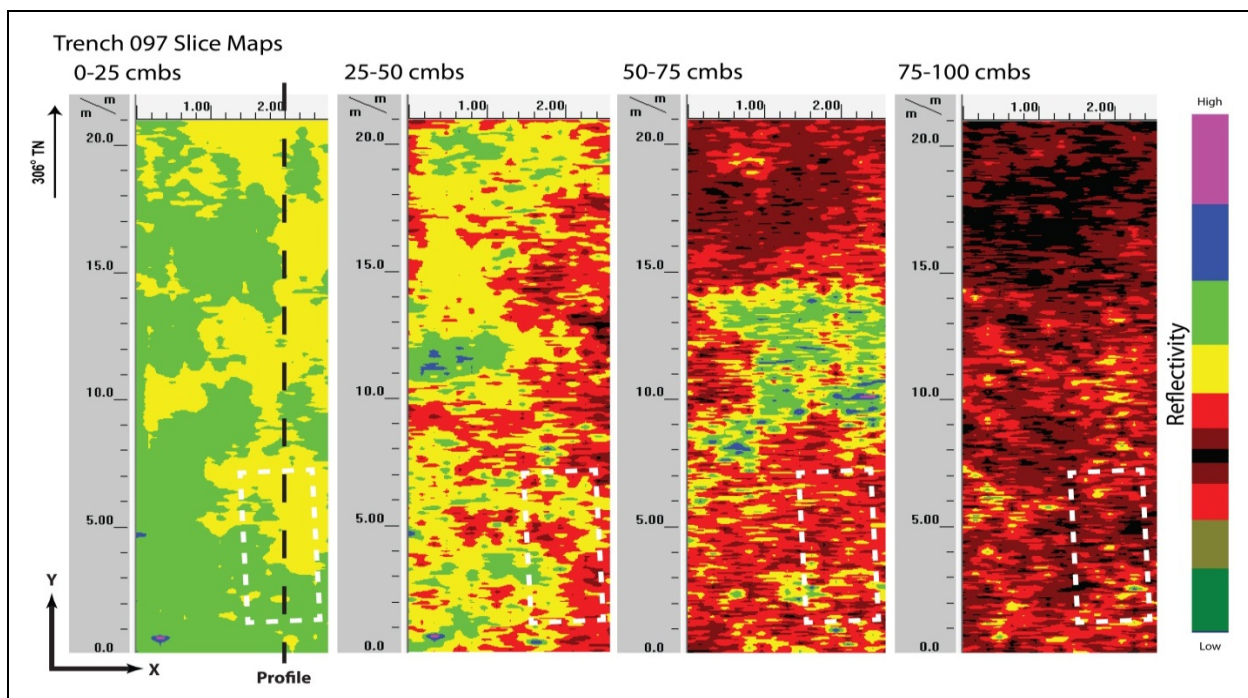 Trench 097 Slice Maps
0-25 cmbs
25-50 cmbs
50-75 cmbs
75-100 cmbs
m
m
1.00
2.00
20.0
15.0
10.0
5.00
0.0
m
m
1.00
2.00
20.0
15.0
10.0
5.00
0.0
m
m
1.00
2.00
20.0
15.0
10.0
5.00
0.0
m
m
1.00
2.00
20.0
15.0
10.0
5.00
0.0
306° TN
Y
X
Profile
High
Reflectivity
Low